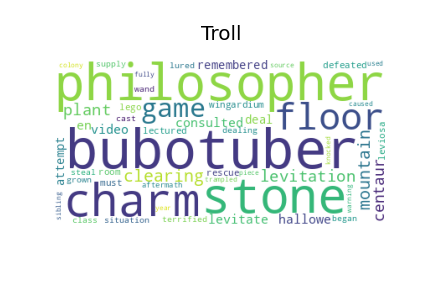 Troll
colony supply lured remembered source defeated used
philosopher
fully
wand
plant lego game wingardium floor caused
cast
en video lectured consulted deal dealing
attempt bubotuber knocked mountain leviosa
steal room clearing rescue piece levitation centaur
grown must aftermath trampled warning
sibling charm year stone
class situation terrified levitate hallowe began